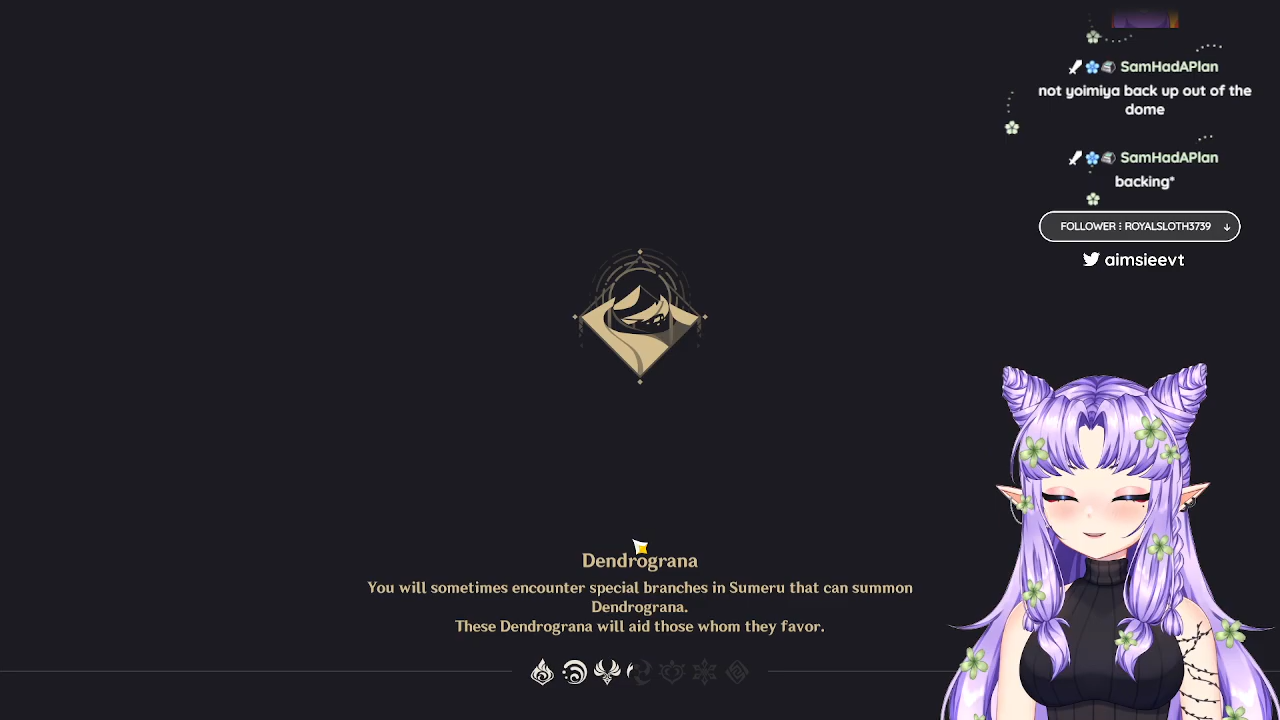 SamHadAPlan
not yoimiya back up out of the
dome
SamHadAPlan
backing*
FOLLOWER : ROYALSLOTH3739 ↓
aimsieevt
Dendrograna
You will sometimes encounter special branches in Sumeru that can summon
Dendrograna.
These Dendrograna will aid those whom they favor.